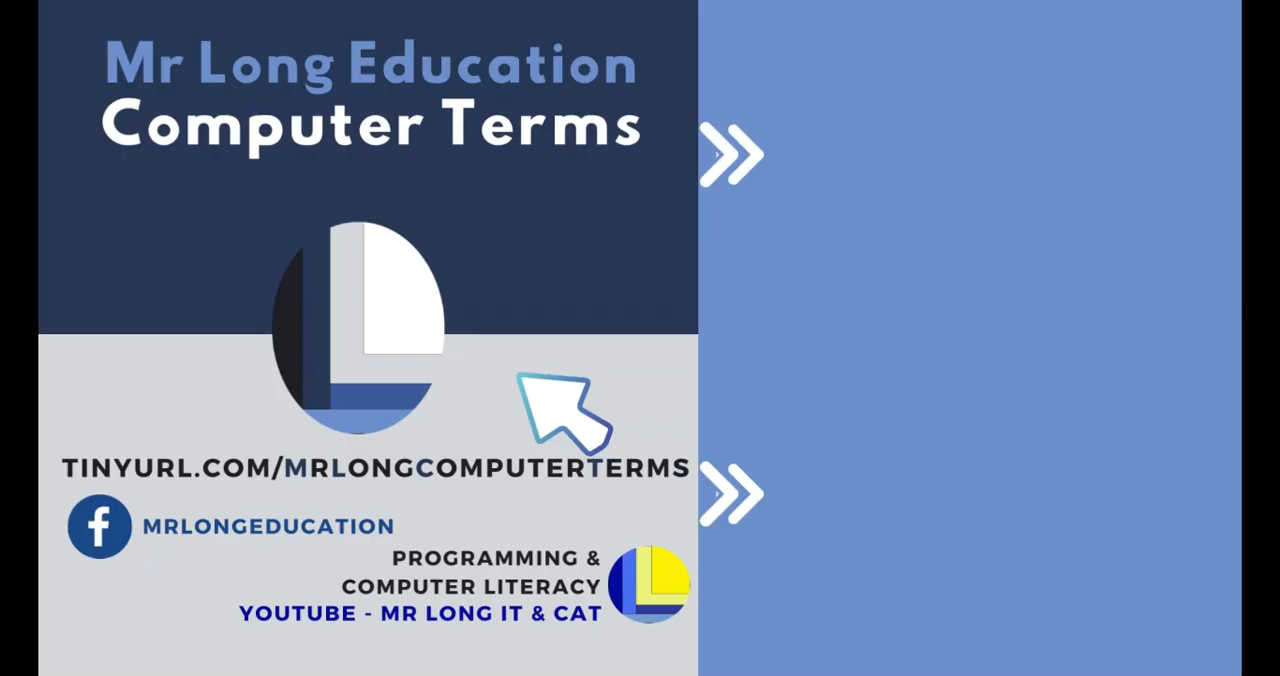 Mr Long Education
Computer Terms
TINYURL.COM/MRLONGCOMPUTERTERMS
MRLONGEDUCATION
PROGRAMMING &
COMPUTER LITERACY
YOUTUBE - MR LONG IT & CAT